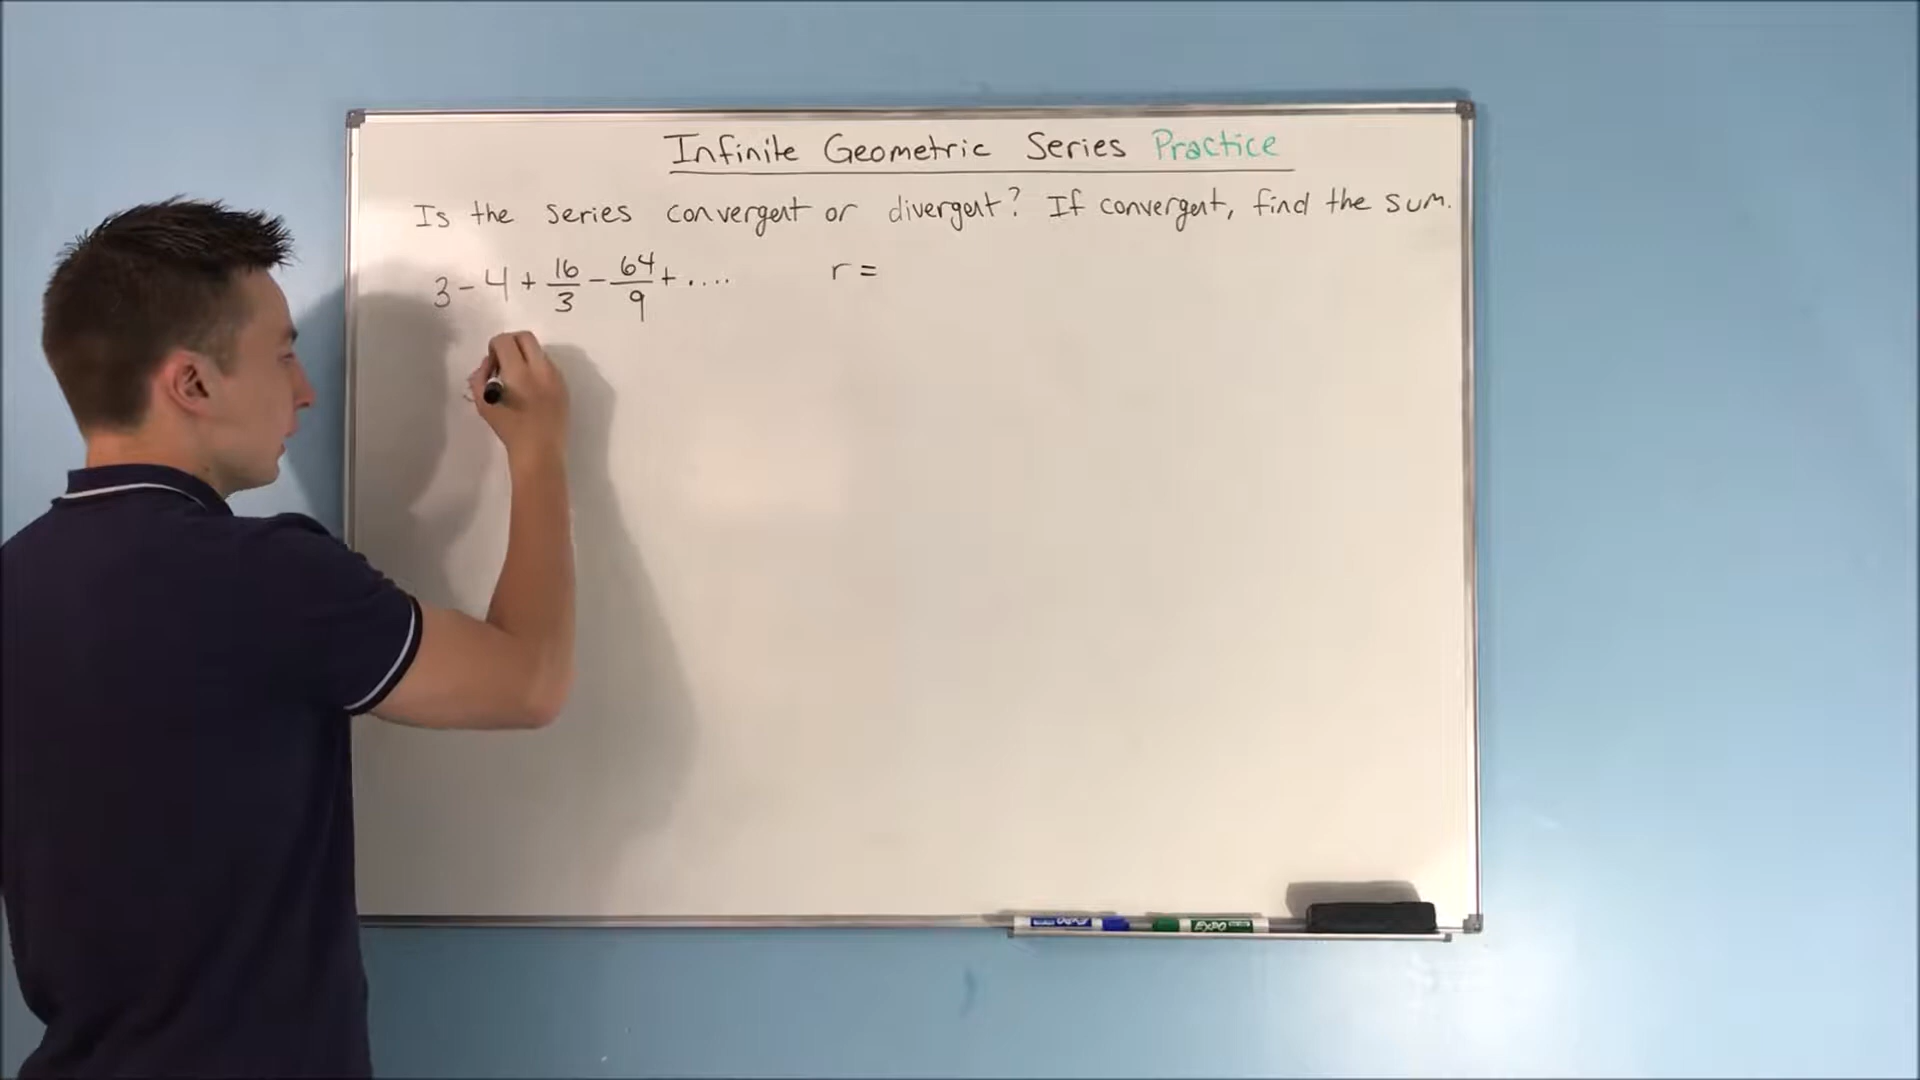 Infinite Geometric Series Practice
Is the series convergent or divergent? If convergent, find the sum.
3 - 4 + 16/3 - 64/9 + .... r =
EXPO